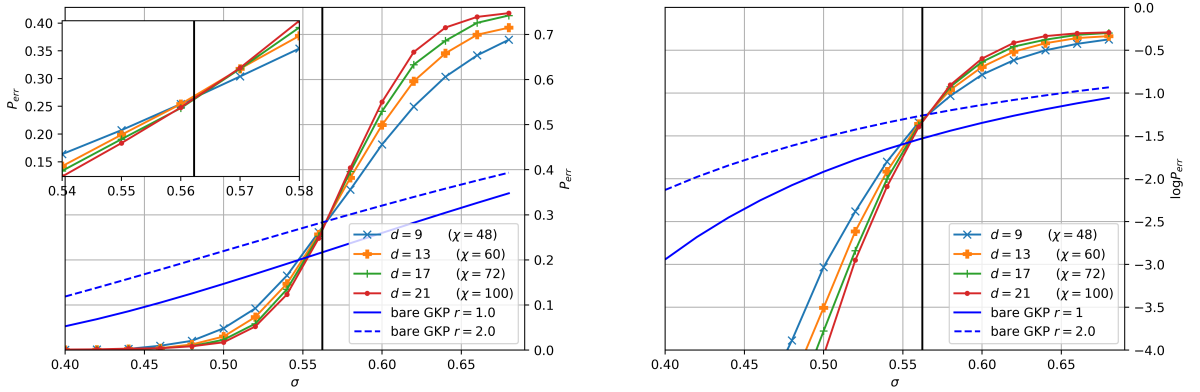 0.40
0.35
0.30
0.25
0.20
0.15
P_err
0.54 0.55 0.56 0.57 0.58
0.7
0.6
0.5
0.4
0.3
0.2
0.1
0.0
P_err
d = 9 (χ = 48)
d = 13 (χ = 60)
d = 17 (χ = 72)
d = 21 (χ = 100)
bare GKP r = 1.0
bare GKP r = 2.0
0.40 0.45 0.50 0.55 0.60 0.65
σ
0.0
−0.5
−1.0
−1.5
−2.0
−2.5
−3.0
−3.5
−4.0
logP_err
d = 9 (χ = 48)
d = 13 (χ = 60)
d = 17 (χ = 72)
d = 21 (χ = 100)
bare GKP r = 1
bare GKP r = 2.0
0.40 0.45 0.50 0.55 0.60 0.65
σ